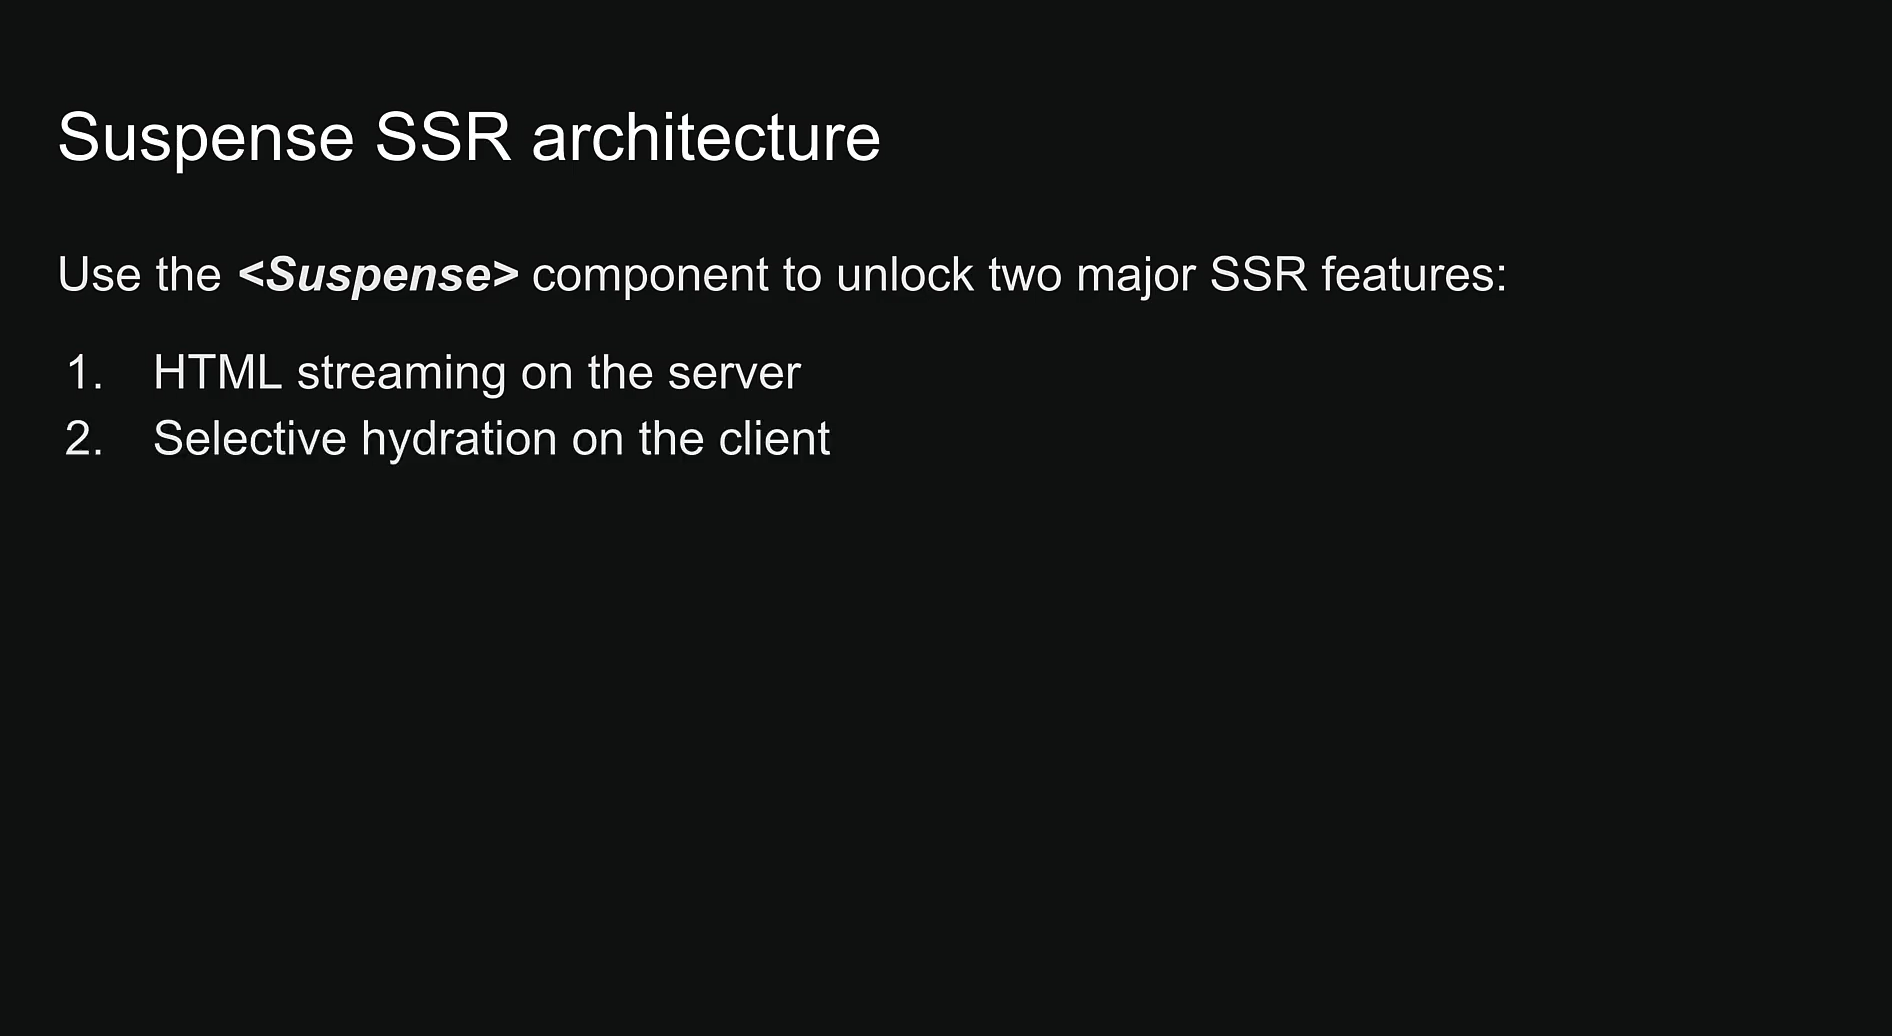 Suspense SSR architecture
Use the <Suspense> component to unlock two major SSR features:
1. HTML streaming on the server
2. Selective hydration on the client